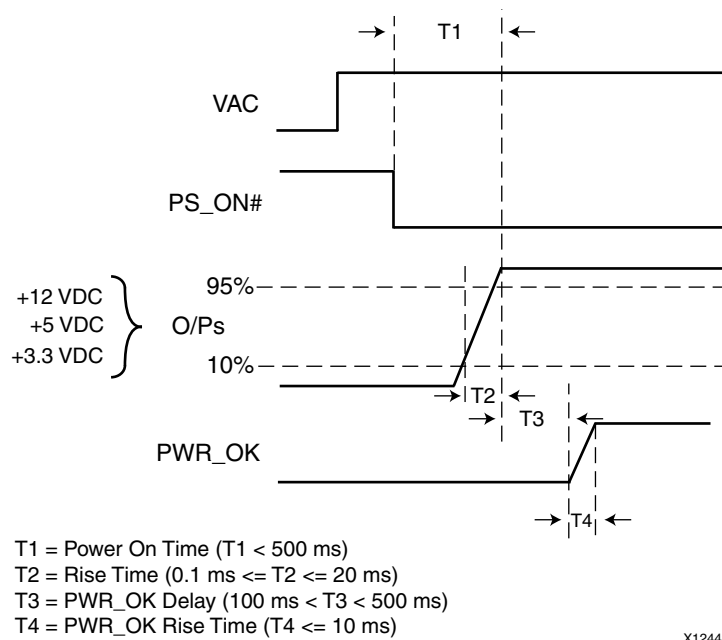 T1
VAC
PS_ON#
95%
+12 VDC
+5 VDC
O/Ps
+3.3 VDC
10%
T2
T3
PWR_OK
T4
T1 = Power On Time (T1 < 500 ms)
T2 = Rise Time (0.1 ms <= T2 <= 20 ms)
T3 = PWR_OK Delay (100 ms < T3 < 500 ms)
T4 = PWR_OK Rise Time (T4 <= 10 ms)
X1244